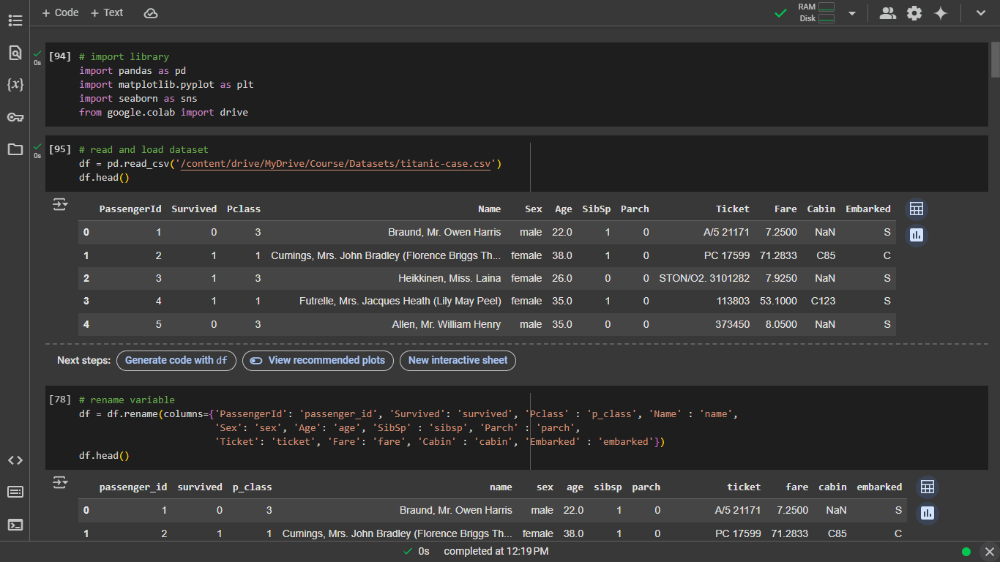 + Code + Text
RAM
Disk
[94] # import library
0s
import pandas as pd
import matplotlib.pyplot as plt
import seaborn as sns
from google.colab import drive
[95] # read and load dataset
0s
df = pd.read_csv('/content/drive/MyDrive/Course/Datasets/titanic-case.csv')
df.head()
PassengerId Survived Pclass Name Sex Age SibSp Parch Ticket Fare Cabin Embarked
0 1 0 3 Braund, Mr. Owen Harris male 22.0 1 0 A/5 21171 7.2500 NaN S
1 2 1 1 Cumings, Mrs. John Bradley (Florence Briggs Th... female 38.0 1 0 PC 17599 71.2833 C85 C
2 3 1 3 Heikkinen, Miss. Laina female 26.0 0 0 STON/O2. 3101282 7.9250 NaN S
3 4 1 1 Futrelle, Mrs. Jacques Heath (Lily May Peel) female 35.0 1 0 113803 53.1000 C123 S
4 5 0 3 Allen, Mr. William Henry male 35.0 0 0 373450 8.0500 NaN S
Next steps: Generate code with df View recommended plots New interactive sheet
[78] # rename variable
df = df.rename(columns={'PassengerId': 'passenger_id', 'Survived': 'survived', 'Pclass' : 'p_class', 'Name' : 'name',
'Sex': 'sex', 'Age': 'age', 'SibSp' : 'sibsp', 'Parch' : 'parch',
'Ticket': 'ticket', 'Fare': 'fare', 'Cabin' : 'cabin', 'Embarked' : 'embarked'})
df.head()
passenger_id survived p_class name sex age sibsp parch ticket fare cabin embarked
0 1 0 3 Braund, Mr. Owen Harris male 22.0 1 0 A/5 21171 7.2500 NaN S
1 2 1 1 Cumings, Mrs. John Bradley (Florence Briggs Th... female 38.0 1 0 PC 17599 71.2833 C85 C
0s completed at 12:19 PM